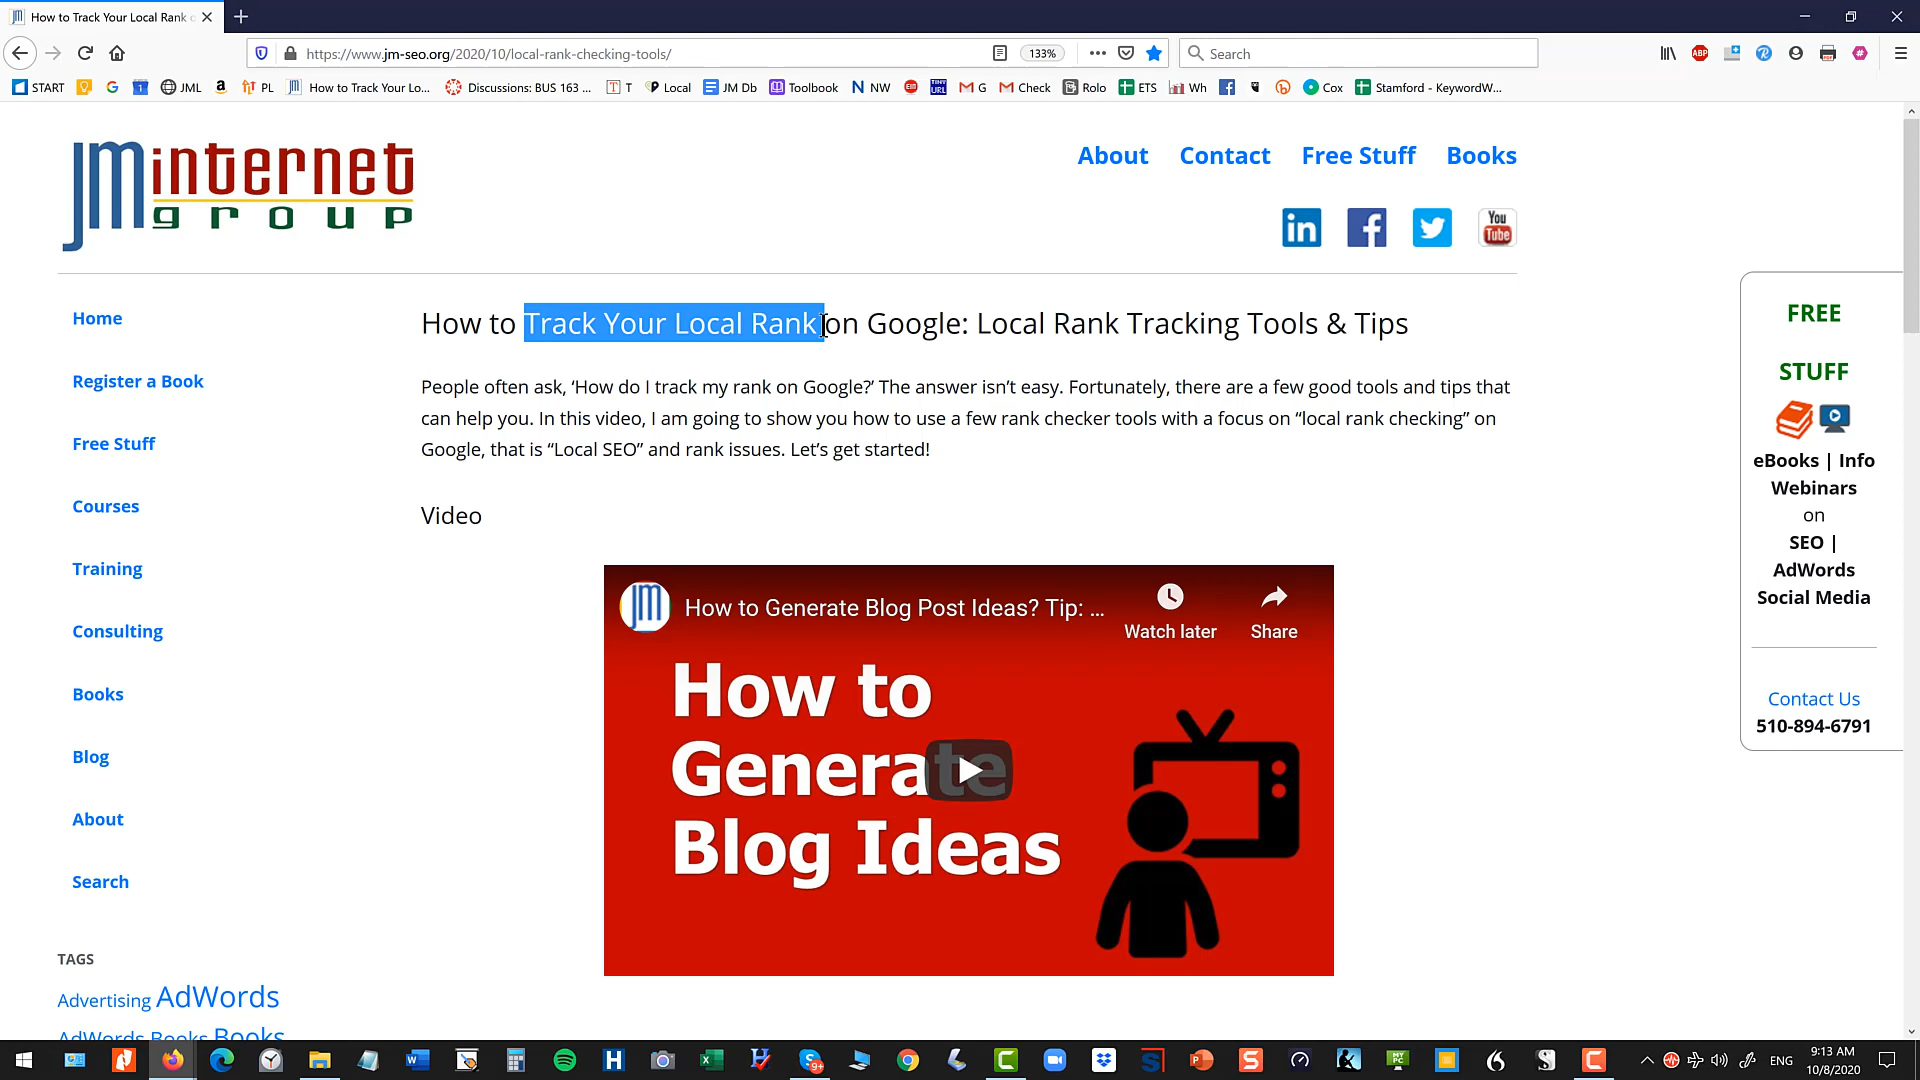 How to Track Your Local Rank o
https://www.jm-seo.org/2020/10/local-rank-checking-tools/
133%
Search
START
JML
PL
How to Track Your Lo...
Discussions: BUS 163 ...
T
Local
JM Db
Toolbook
NW
G
Check
Rolo
ETS
Wh
Cox
Stamford - KeywordW...
JM internet group
About Contact Free Stuff Books
You Tube
Home
Register a Book
Free Stuff
Courses
Training
Consulting
Books
Blog
About
Search
TAGS
Advertising AdWords
AdWords Books Books
How to Track Your Local Rank on Google: Local Rank Tracking Tools & Tips
People often ask, ‘How do I track my rank on Google?’ The answer isn’t easy. Fortunately, there are a few good tools and tips that
can help you. In this video, I am going to show you how to use a few rank checker tools with a focus on “local rank checking” on
Google, that is “Local SEO” and rank issues. Let’s get started!
Video
JM
How to Generate Blog Post Ideas? Tip: ...
Watch later
Share
How to
Generate
Blog Ideas
FREE
STUFF
eBooks | Info
Webinars
on
SEO |
AdWords
Social Media
Contact Us
510-894-6791
ENG
9:13 AM
10/8/2020